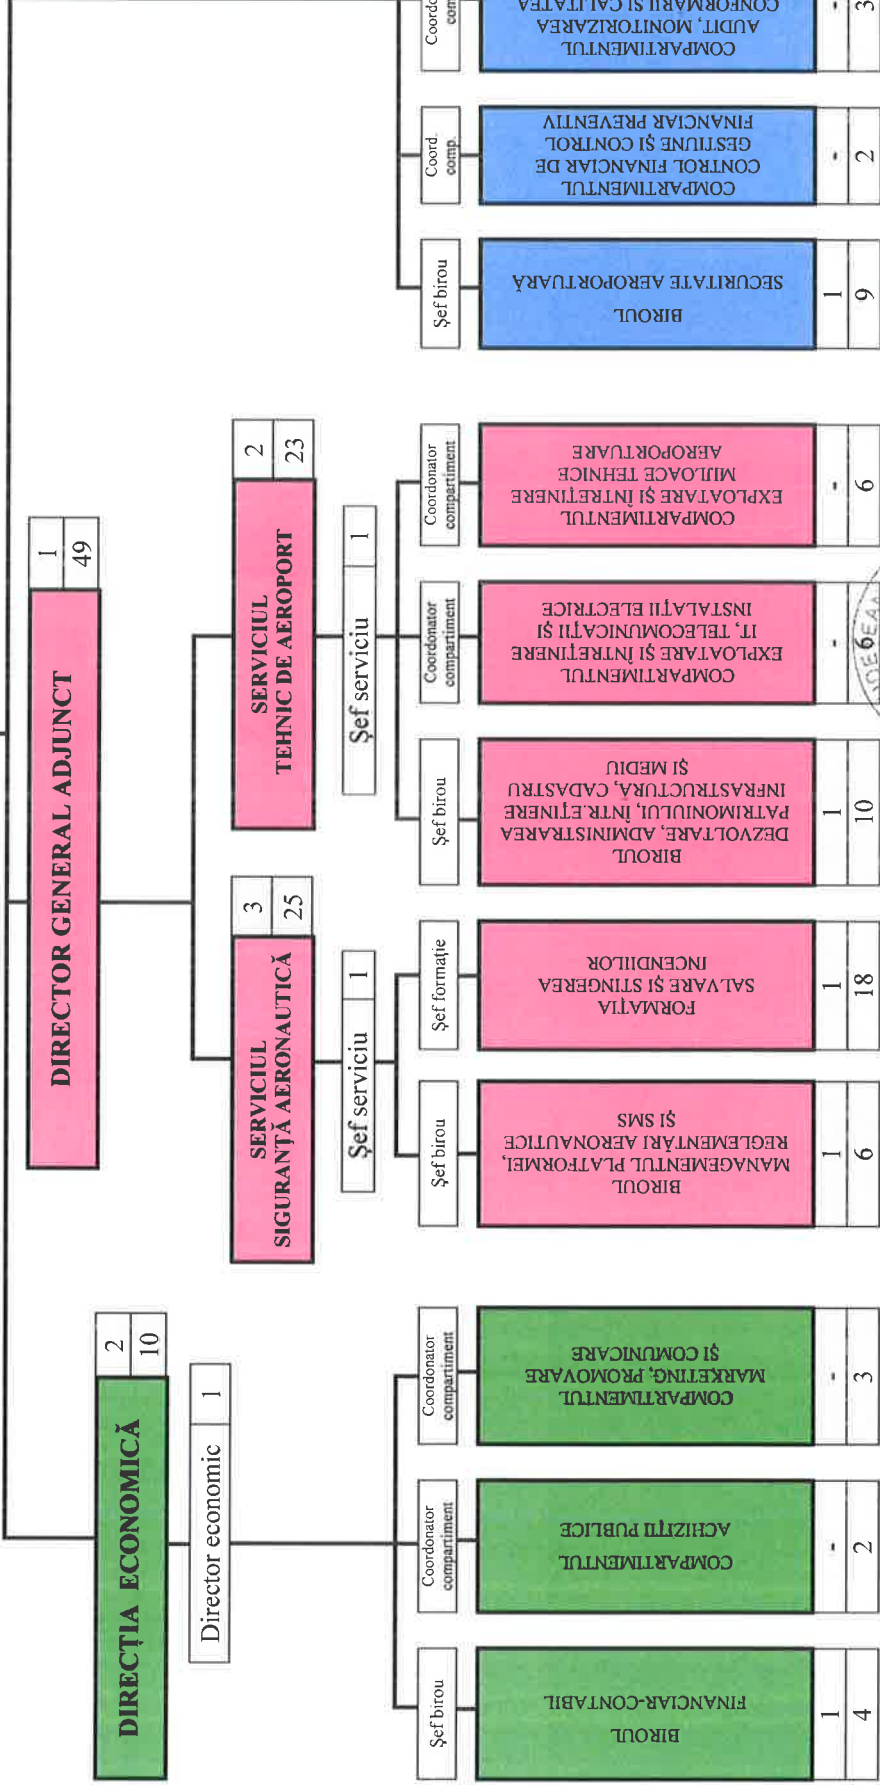 DIRECȚIA ECONOMICĂ
2
10
Director economic
1
Șef birou
BIROUL
FINANCIAR-CONTABIL
1
4
Coordonator
compartiment
COMPARTIMENTUL
ACHIZIȚII PUBLICE
-
2
Coordonator
compartiment
COMPARTIMENTUL
MARKETING, PROMOVARE
ȘI COMUNICARE
-
3
DIRECTOR GENERAL ADJUNCT
1
49
SERVICIUL
SIGURANȚĂ AERONAUTICĂ
3
25
Șef serviciu
1
Șef birou
BIROUL
MANAGEMENTUL PLATFORMEI,
REGLEMENTĂRI AERONAUTICE
ȘI SMS
1
6
Șef formație
FORMAȚIA
SALVARE ȘI STINGEREA
INCENDIILOR
1
18
SERVICIUL
TEHNIC DE AEROPORT
2
23
Șef serviciu
1
Șef birou
BIROUL
DEZVOLTARE, ADMINISTRAREA
PATRIMONIULUI, ÎNTREȚINERE
INFRASTRUCTURĂ, CADASTRU
ȘI MEDIU
1
10
Coordonator
compartiment
COMPARTIMENTUL
EXPLOATARE ȘI ÎNTREȚINERE
IT, TELECOMUNICAȚII ȘI
INSTALAȚII ELECTRICE
-
6
Coordonator
compartiment
COMPARTIMENTUL
EXPLOATARE ȘI ÎNTREȚINERE
MIJLOACE TEHNICE
AEROPORTUARE
-
6
Șef birou
BIROUL
SECURITATE AEROPORTUARĂ
1
9
Coord.
comp.
COMPARTIMENTUL
CONTROL FINANCIAR DE
GESTIUNE ȘI CONTROL
FINANCIAR PREVENTIV
-
2
COMPARTIMENTUL
AUDIT, MONITORIZAREA
CONFORMĂRII ȘI CALITATEA
-
3